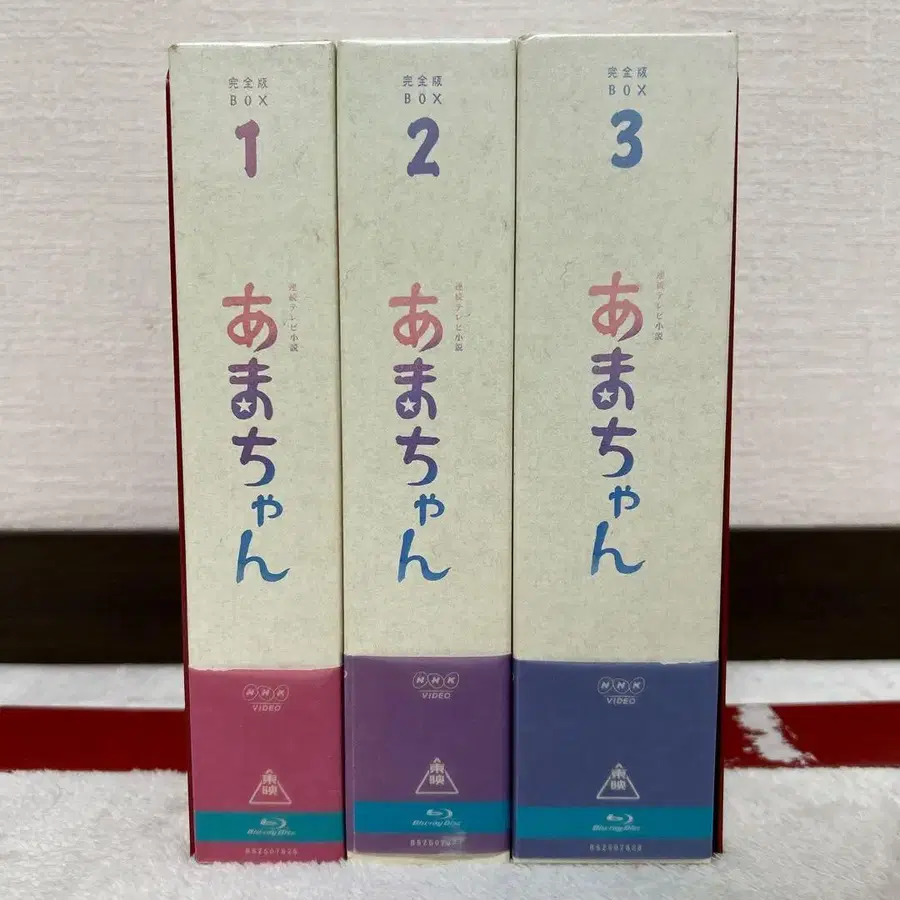 完全版
BOX
1
連続テレビ小説
あまちゃん
NHK
VIDEO
東映
Blu-ray Disc
完全版
BOX
2
連続テレビ小説
あまちゃん
NHK
VIDEO
東映
Blu-ray Disc
完全版
BOX
3
連続テレビ小説
あまちゃん
NHK
VIDEO
東映
Blu-ray Disc